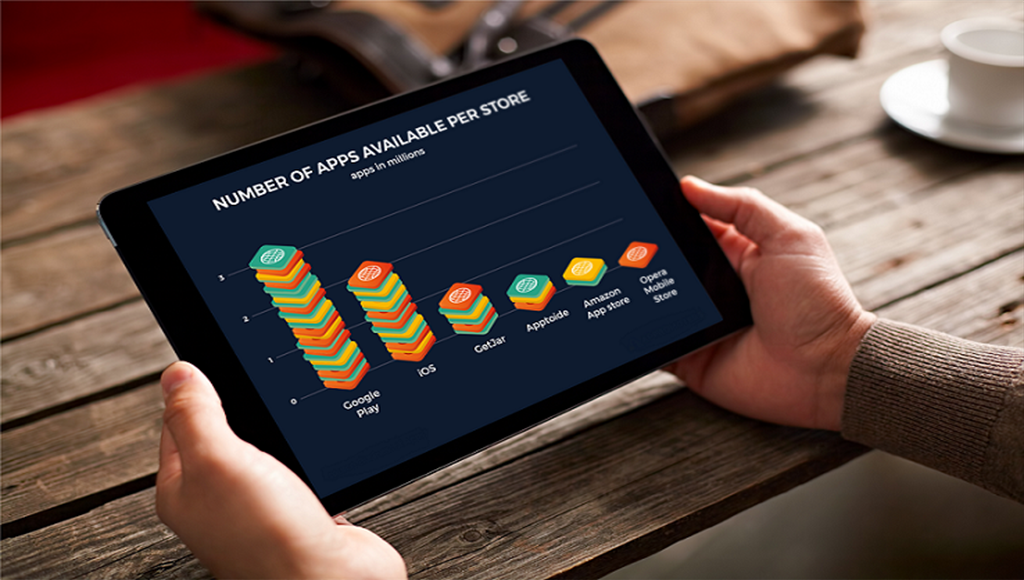 NUMBER OF APPS AVAILABLE PER STORE
apps in millions
3
2
1
0
Google
Play
iOS
GetJar
Apptoide
Amazon
App store
Opera
Mobile
Store